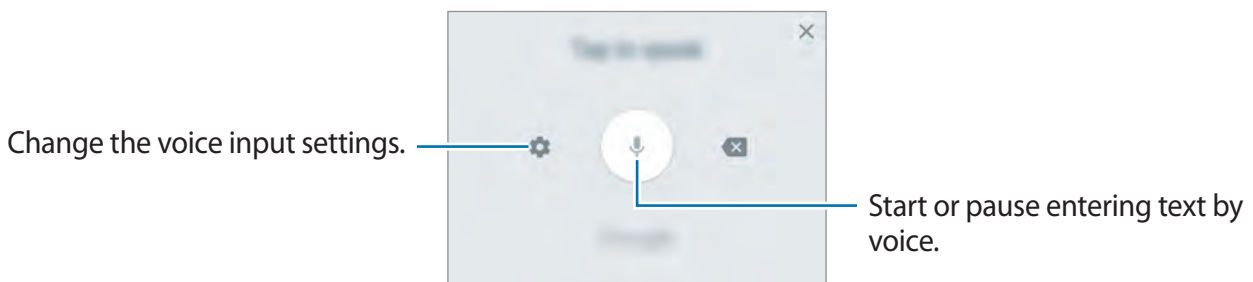 Change the voice input settings.
Start or pause entering text by
voice.